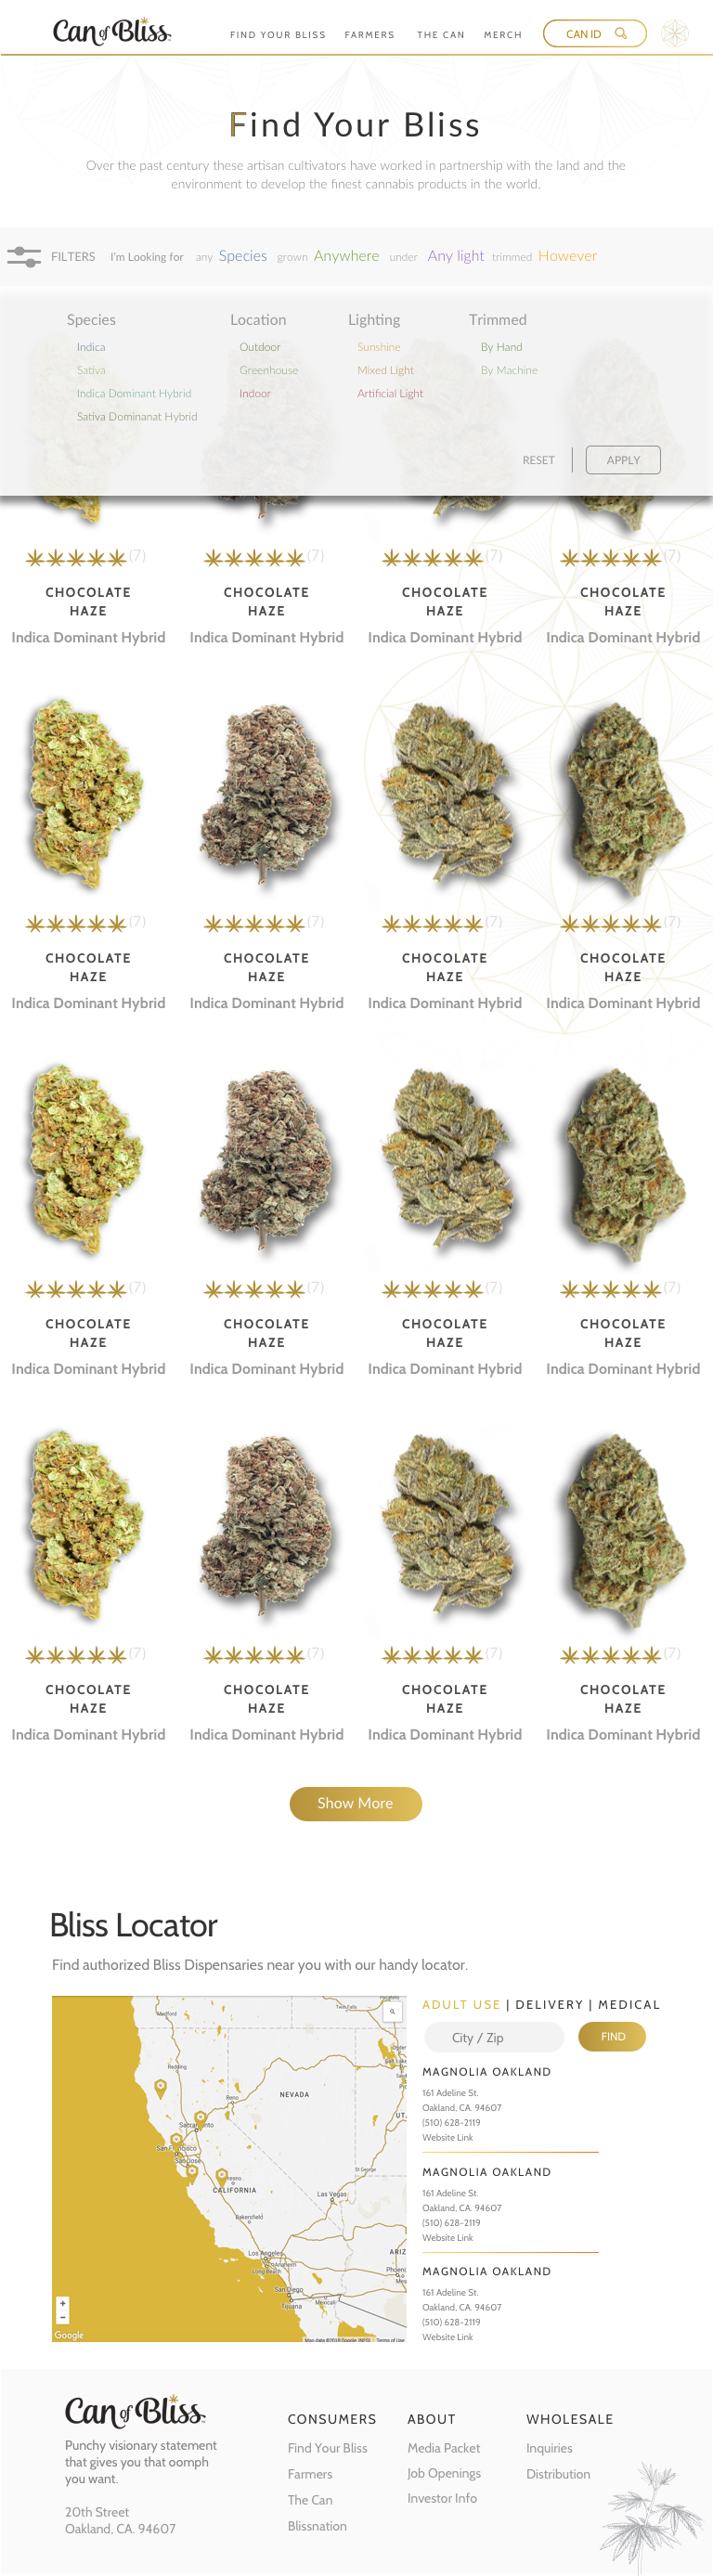 Can of Bliss
FIND YOUR BLISS FARMERS THE CAN MERCH CAN ID
Find Your Bliss
Over the past century these artisan cultivators have worked in partnership with the land and the
environment to develop the finest cannabis products in the world.
FILTERS I'm Looking for any Species grown Anywhere under Any light trimmed However
Species Location Lighting Trimmed
Indica Outdoor Sunshine By Hand
Sativa Greenhouse Mixed Light By Machine
Indica Dominant Hybrid Indoor Artificial Light
Sativa Dominanat Hybrid
RESET APPLY
(7) (7) (7) (7)
CHOCOLATE CHOCOLATE CHOCOLATE CHOCOLATE
HAZE HAZE HAZE HAZE
Indica Dominant Hybrid Indica Dominant Hybrid Indica Dominant Hybrid Indica Dominant Hybrid
(7) (7) (7) (7)
CHOCOLATE CHOCOLATE CHOCOLATE CHOCOLATE
HAZE HAZE HAZE HAZE
Indica Dominant Hybrid Indica Dominant Hybrid Indica Dominant Hybrid Indica Dominant Hybrid
(7) (7) (7) (7)
CHOCOLATE CHOCOLATE CHOCOLATE CHOCOLATE
HAZE HAZE HAZE HAZE
Indica Dominant Hybrid Indica Dominant Hybrid Indica Dominant Hybrid Indica Dominant Hybrid
(7) (7) (7) (7)
CHOCOLATE CHOCOLATE CHOCOLATE CHOCOLATE
HAZE HAZE HAZE HAZE
Indica Dominant Hybrid Indica Dominant Hybrid Indica Dominant Hybrid Indica Dominant Hybrid
Show More
Bliss Locator
Find authorized Bliss Dispensaries near you with our handy locator.
Twin Falls
Medford
Redding
Reno
NEVADA
UT
St George
CALIFORNIA
Las Vegas
Bakersfield
ARIZ
Los Angeles
Anaheim
Long Beach
Phoeni
San Diego
Mexicali
Tijuana
Google
Terms of Use
ADULT USE | DELIVERY | MEDICAL
City / Zip FIND
MAGNOLIA OAKLAND
161 Adeline St.
Oakland, CA. 94607
(510) 628-2119
Website Link
MAGNOLIA OAKLAND
161 Adeline St.
Oakland, CA. 94607
(510) 628-2119
Website Link
MAGNOLIA OAKLAND
161 Adeline St.
Oakland, CA. 94607
(510) 628-2119
Website Link
Can of Bliss
Punchy visionary statement
that gives you that oomph
you want.
20th Street
Oakland, CA. 94607
CONSUMERS
Find Your Bliss
Farmers
The Can
Blissnation
ABOUT
Media Packet
Job Openings
Investor Info
WHOLESALE
Inquiries
Distribution